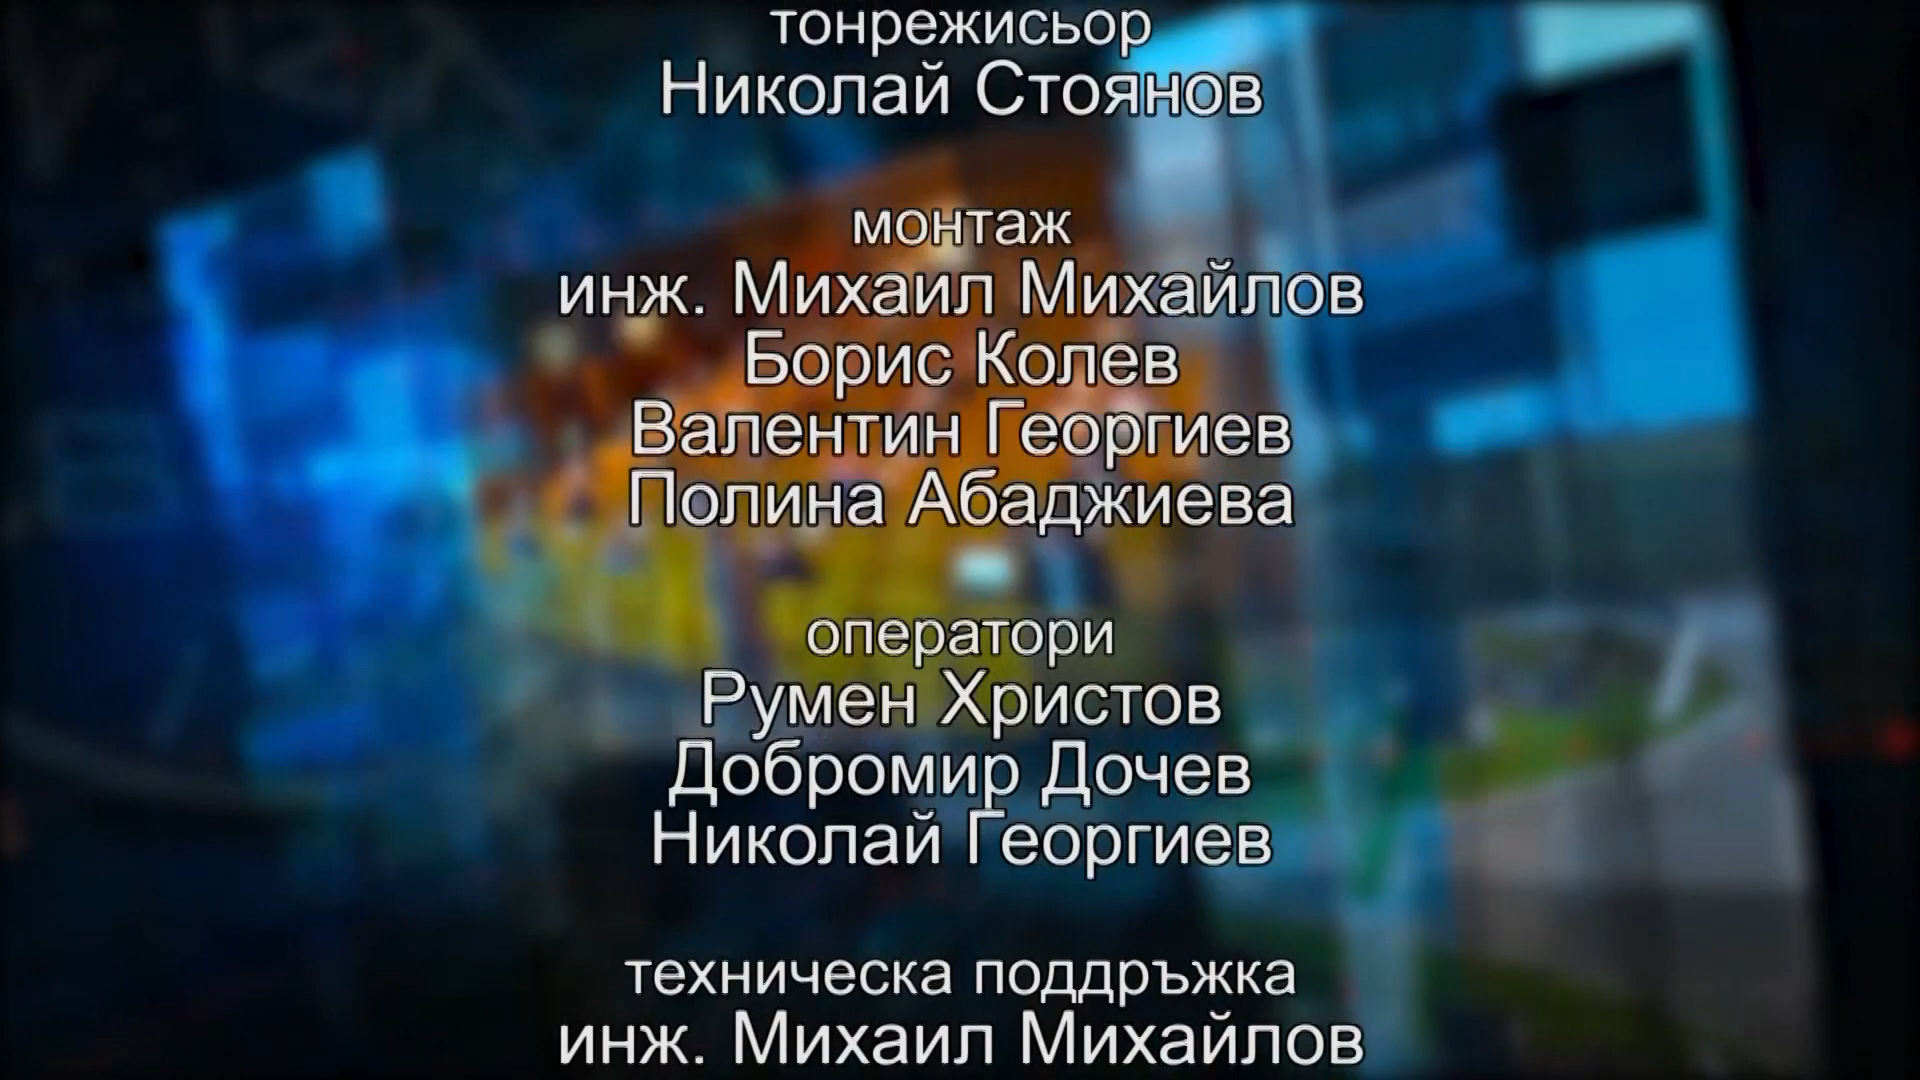 тонрежисьор
Николай Стоянов
монтаж
инж. Михаил Михайлов
Борис Колев
Валентин Георгиев
Полина Абаджиева
оператори
Румен Христов
Добромир Дочев
Николай Георгиев
техническа поддръжка
инж. Михаил Михайлов